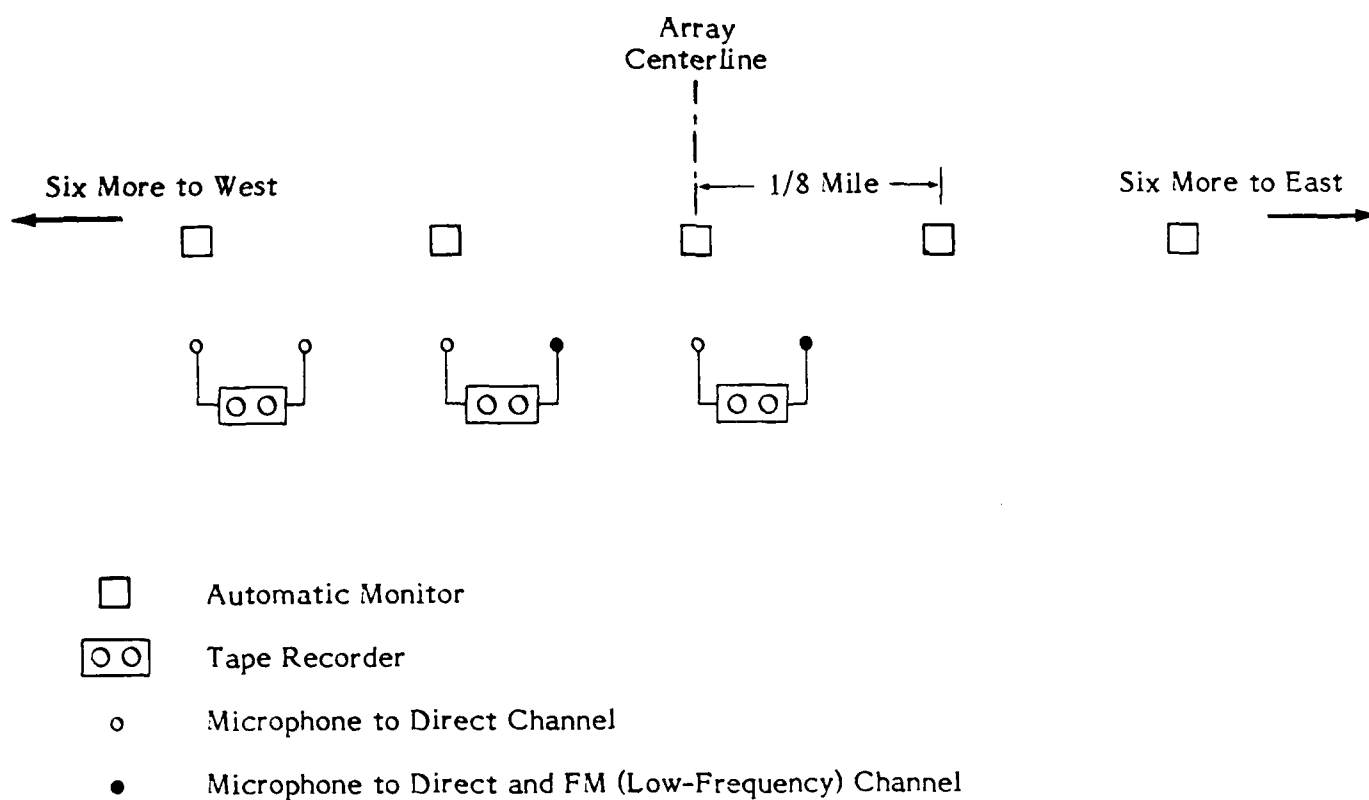 Array
Centerline
Six More to West
1/8 Mile
Six More to East
Automatic Monitor
Tape Recorder
Microphone to Direct Channel
Microphone to Direct and FM (Low-Frequency) Channel